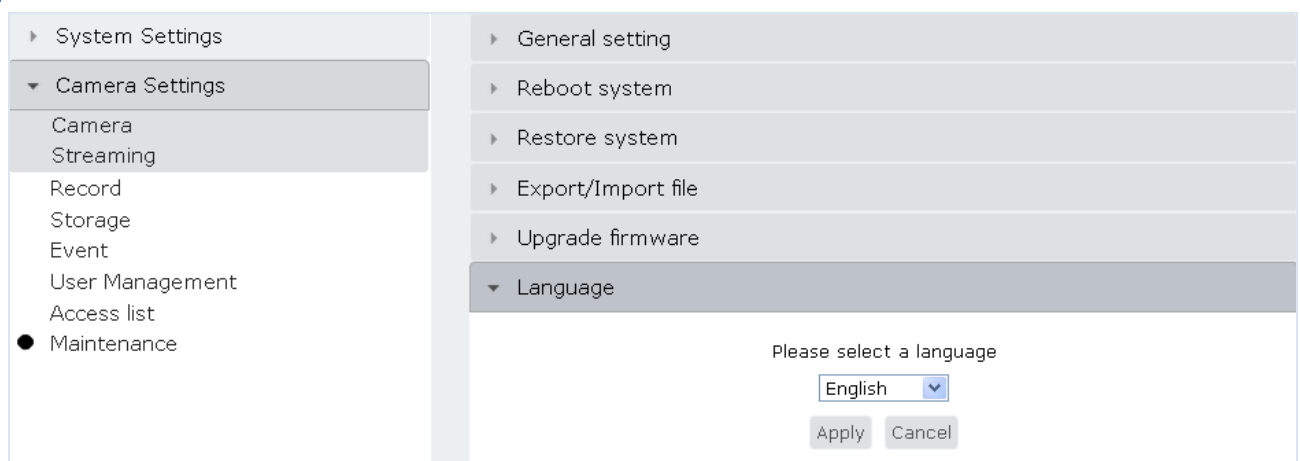 System Settings
Camera Settings
Camera
Streaming
Record
Storage
Event
User Management
Access list
Maintenance
General setting
Reboot system
Restore system
Export/Import file
Upgrade firmware
Language
Please select a language
English
Apply Cancel